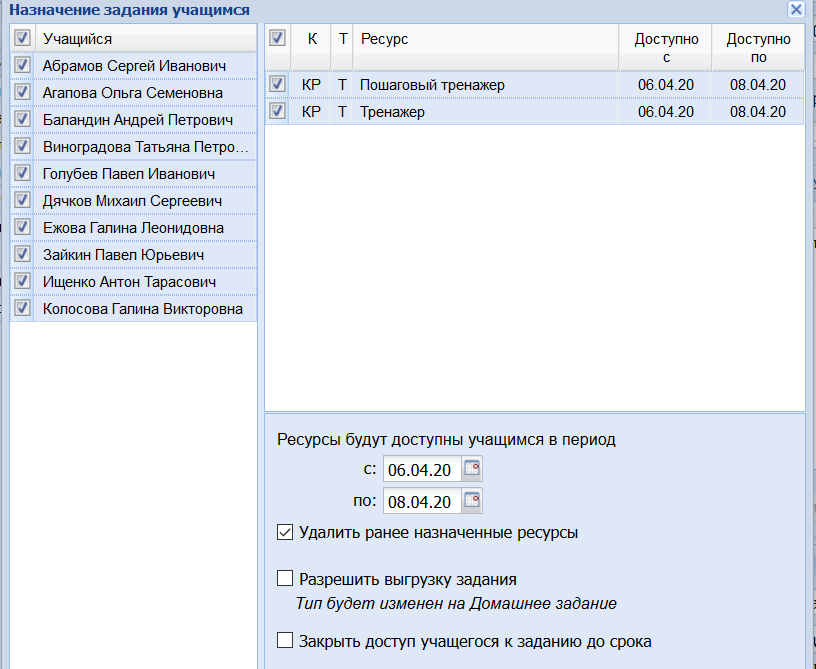 Назначение задания учащимся
Учащийся
Абрамов Сергей Иванович
Агапова Ольга Семеновна
Баландин Андрей Петрович
Виноградова Татьяна Петро...
Голубев Павел Иванович
Дячков Михаил Сергеевич
Ежова Галина Леонидовна
Зайкин Павел Юрьевич
Ищенко Антон Тарасович
Колосова Галина Викторовна
К Т Ресурс Доступно с Доступно по
КР Т Пошаговый тренажер 06.04.20 08.04.20
КР Т Тренажер 06.04.20 08.04.20
Ресурсы будут доступны учащимся в период
с: 06.04.20
по: 08.04.20
Удалить ранее назначенные ресурсы
Разрешить выгрузку задания
Тип будет изменен на Домашнее задание
Закрыть доступ учащегося к заданию до срока